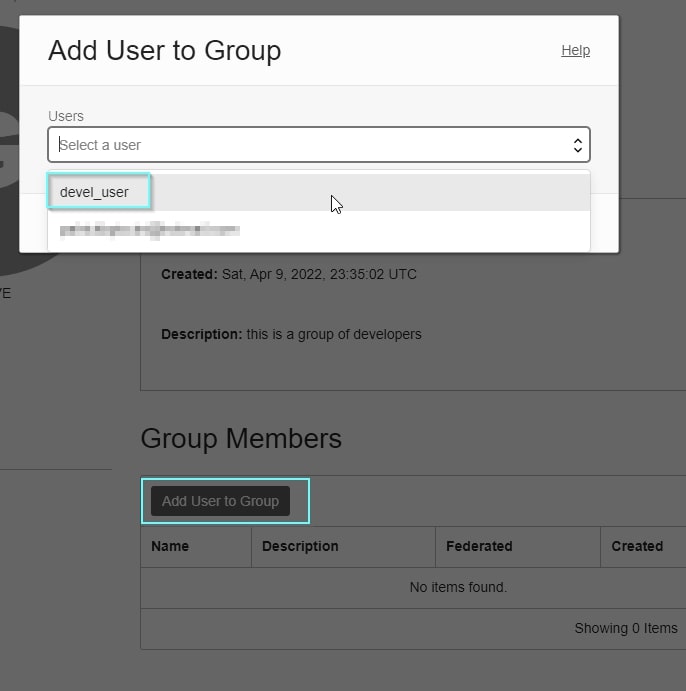 Add User to Group
Help
Users
Select a user
devel_user
Created: Sat, Apr 9, 2022, 23:35:02 UTC
Description: this is a group of developers
Group Members
Add User to Group
Name Description Federated Created
No items found.
Showing 0 Items